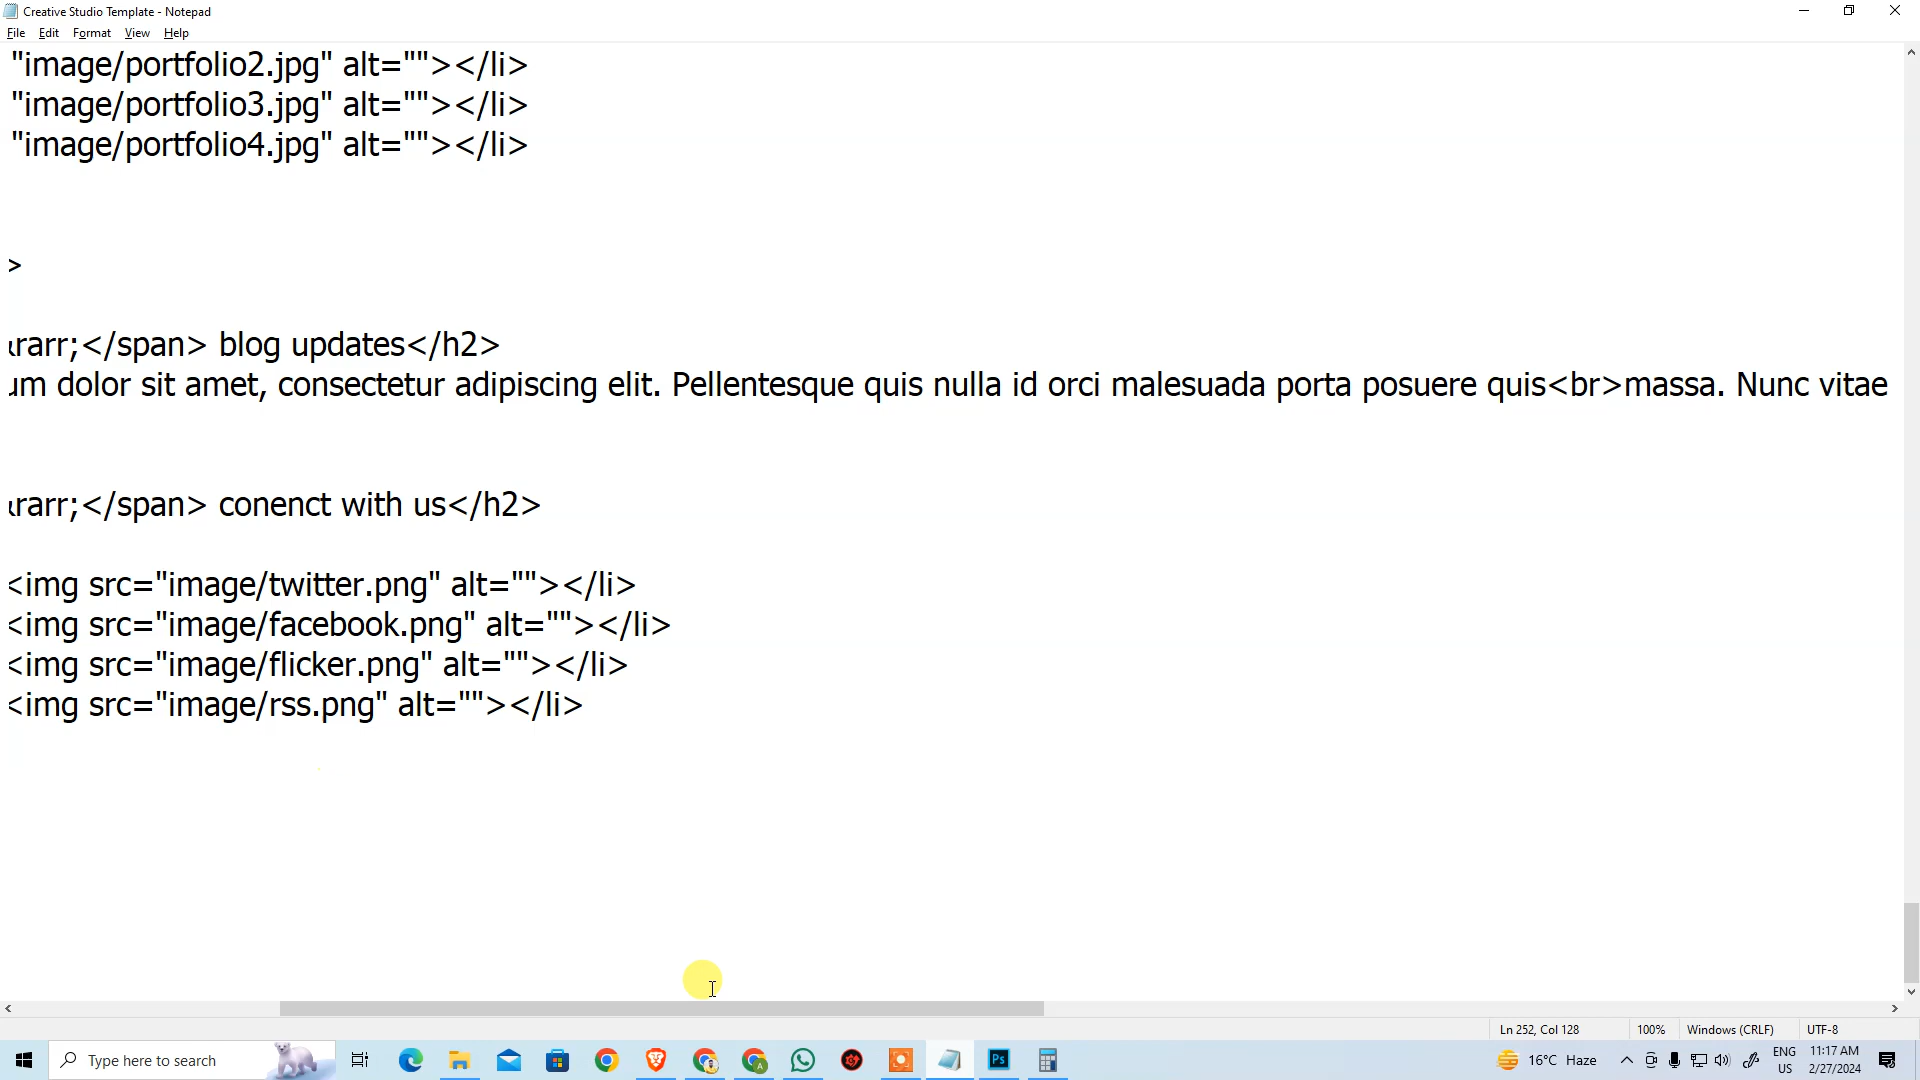 Creative Studio Template - Notepad
File Edit Format View Help
"image/portfolio2.jpg" alt=""></li>
"image/portfolio3.jpg" alt=""></li>
"image/portfolio4.jpg" alt=""></li>
>
rarr;</span> blog updates</h2>
um dolor sit amet, consectetur adipiscing elit. Pellentesque quis nulla id orci malesuada porta posuere quis<br>massa. Nunc vitae
rarr;</span> conenct with us</h2>
<img src="image/twitter.png" alt=""></li>
<img src="image/facebook.png" alt=""></li>
<img src="image/flicker.png" alt=""></li>
<img src="image/rss.png" alt=""></li>
Ln 252, Col 128 100% Windows (CRLF) UTF-8
Type here to search Ps A 16°C Haze ENG US 11:17 AM 2/27/2024